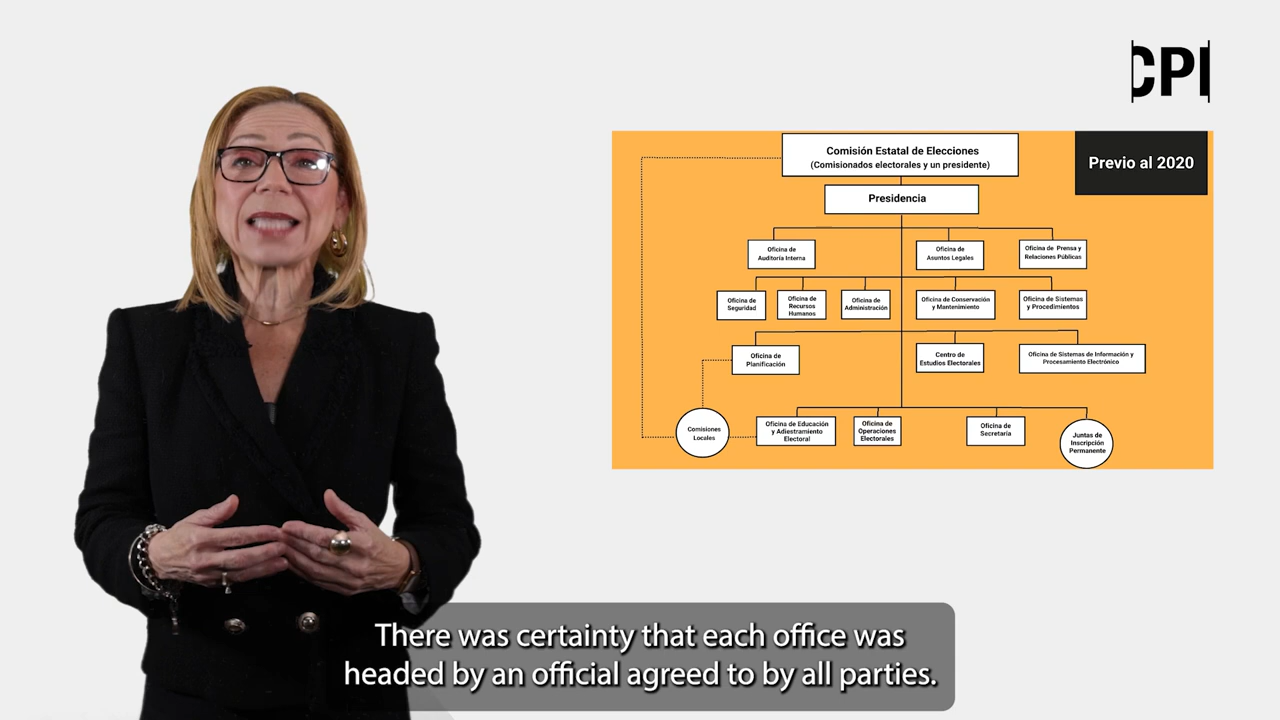 CPI
Comisión Estatal de Elecciones
(Comisionados electorales y un presidente)
Previo al 2020
Presidencia
Oficina de
Auditoría Interna
Oficina de
Asuntos Legales
Oficina de Prensa y
Relaciones Públicas
Oficina de
Seguridad
Oficina de
Recursos
Humanos
Oficina de
Administración
Oficina de Conservación
y Mantenimiento
Oficina de Sistemas
y Procedimientos
Oficina de
Planificación
Centro de
Estudios Electorales
Oficina de Sistemas de Información y
Procesamiento Electrónico
Comisiones
Locales
Oficina de Educación
y Adiestramiento
Electoral
Oficina de
Operaciones
Electorales
Oficina de
Secretaría
Juntas de
Inscripción
Permanente
There was certainty that each office was
headed by an official agreed to by all parties.